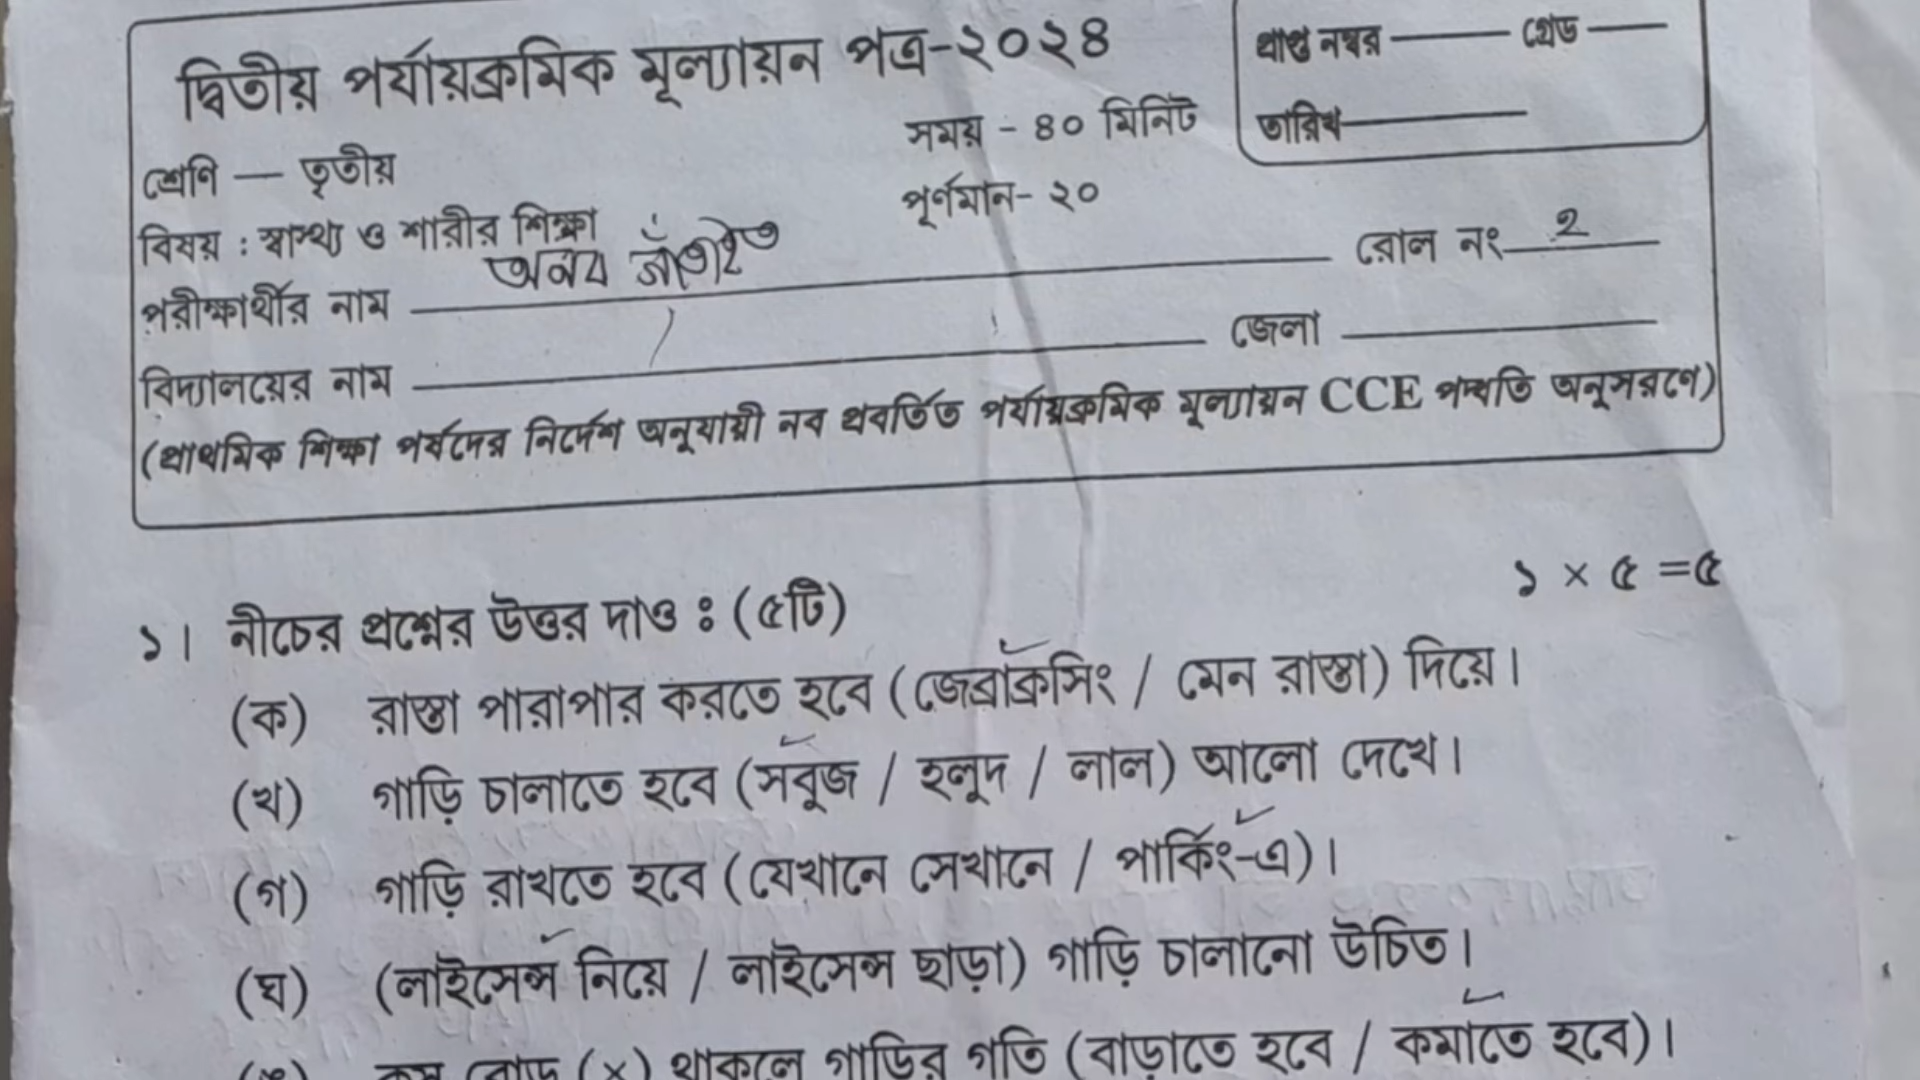 দ্বিতীয় পর্যায়ক্রমিক মূল্যায়ন পত্র-২০২৪
প্রাপ্ত নম্বর ——— গ্রেড ———
তারিখ ———
সময় - ৪০ মিনিট
শ্রেণি — তৃতীয়
পূর্ণমান- ২০
বিষয় : স্বাস্থ্য ও শারীর শিক্ষা
পরীক্ষার্থীর নাম রোল নং ২
বিদ্যালয়ের নাম জেলা
(প্রাথমিক শিক্ষা পর্ষদের নির্দেশ অনুযায়ী নব প্রবর্তিত পর্যায়ক্রমিক মূল্যায়ন CCE পদ্ধতি অনুসরণে)
১। নীচের প্রশ্নের উত্তর দাও ঃ (৫টি) ১ × ৫ =৫
(ক) রাস্তা পারাপার করতে হবে (জেব্রাক্রসিং / মেন রাস্তা) দিয়ে।
(খ) গাড়ি চালাতে হবে (সবুজ / হলুদ / লাল) আলো দেখে।
(গ) গাড়ি রাখতে হবে (যেখানে সেখানে / পার্কিং-এ)।
(ঘ) (লাইসেন্স নিয়ে / লাইসেন্স ছাড়া) গাড়ি চালানো উচিত।
(ঙ) ক্রস রোড (×) থাকলে গাড়ির গতি (বাড়াতে হবে / কমাতে হবে)।